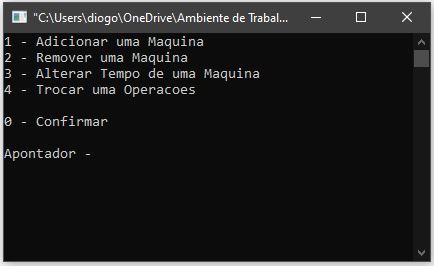 "C:\Users\diogo\OneDrive\Ambiente de Trabal...
1 - Adicionar uma Maquina
2 - Remover uma Maquina
3 - Alterar Tempo de uma Maquina
4 - Trocar uma Operacoes
0 - Confirmar
Apontador -